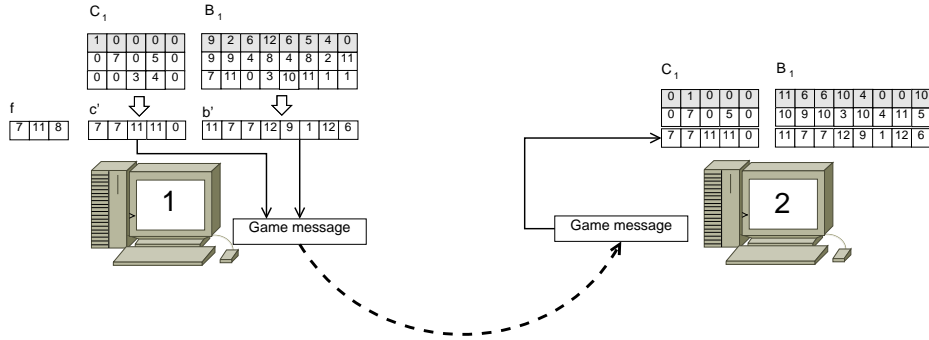 C1 B1
1 0 0 0 0 9 2 6 12 6 5 4 0
0 7 0 5 0 9 9 4 8 4 8 2 11
0 0 3 4 0 7 11 0 3 10 11 1 1
f c' b'
7 11 8 7 7 11 11 0 11 7 7 12 9 1 12 6
C1 B1
0 1 0 0 0 11 6 6 10 4 0 0 10
0 7 0 5 0 10 9 10 3 10 4 11 5
7 7 11 11 0 11 7 7 12 9 1 12 6
1
>
Game message
2
>
Game message